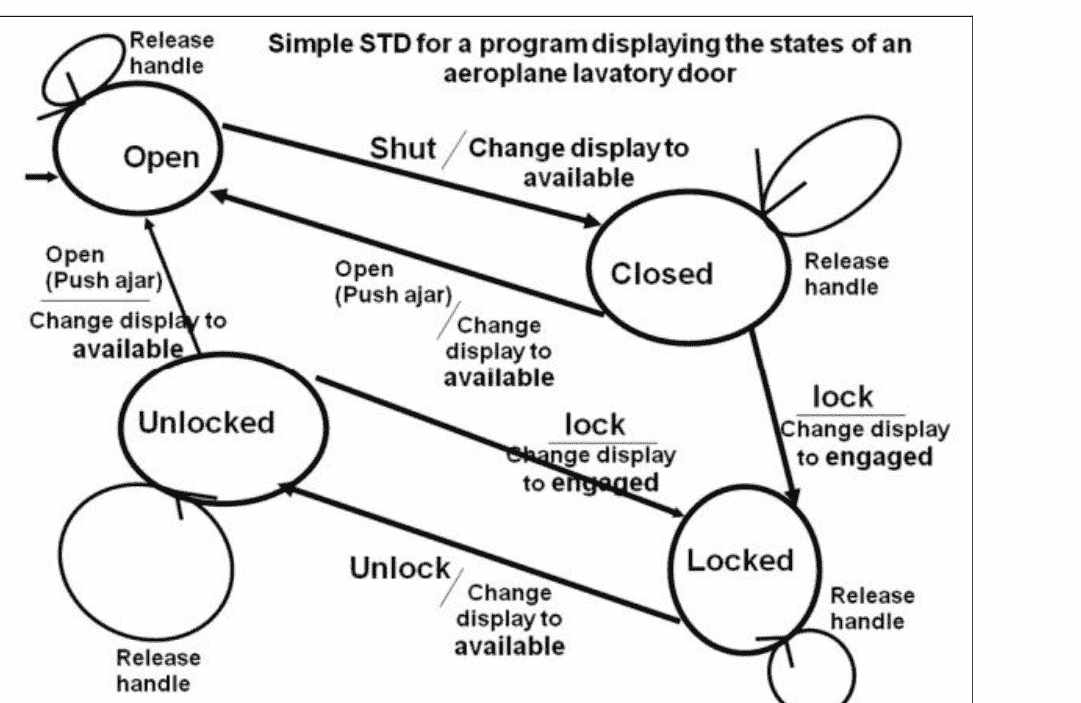 Simple STD for a program displaying the states of an
aeroplane lavatory door
Release
handle
Open
Shut / Change display to
available
Closed
Release
handle
Open
(Push ajar)
Change display to
available
Open
(Push ajar) /
Change
display to
available
Unlocked
lock
Change display
to engaged
lock
Change display
to engaged
Locked
Unlock / Change
display to
available
Release
handle
Release
handle